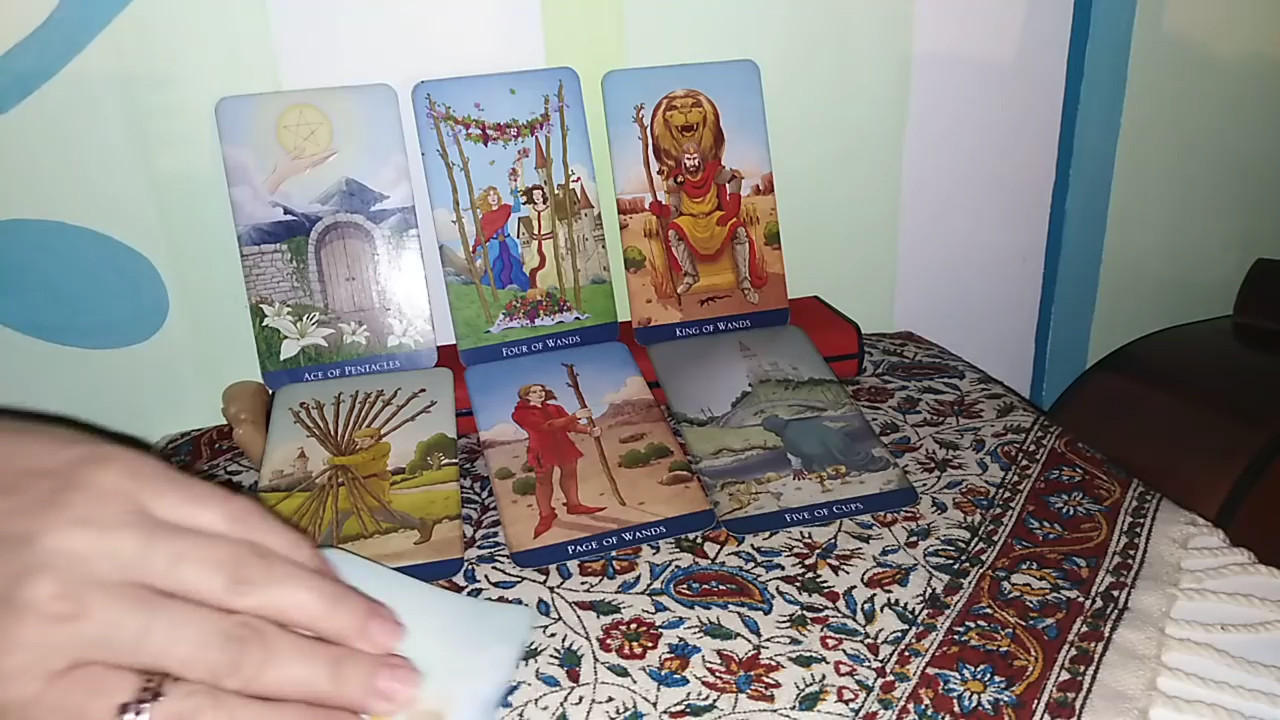 ACE OF PENTACLES
FOUR OF WANDS
KING OF WANDS
PAGE OF WANDS
FIVE OF CUPS